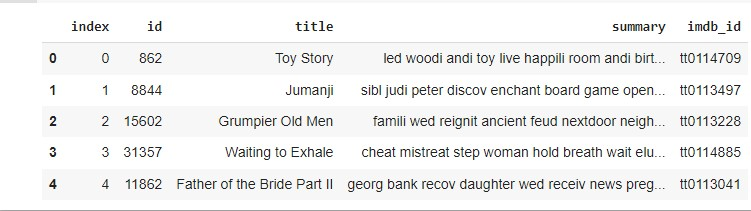 index id title summary imdb_id
0 0 862 Toy Story led woodi andi toy live happili room andi birt... tt0114709
1 1 8844 Jumanji sibl judi peter discov enchant board game open... tt0113497
2 2 15602 Grumpier Old Men famili wed reignit ancient feud nextdoor neigh... tt0113228
3 3 31357 Waiting to Exhale cheat mistreat step woman hold breath wait elu... tt0114885
4 4 11862 Father of the Bride Part II georg bank recov daughter wed receiv news preg... tt0113041